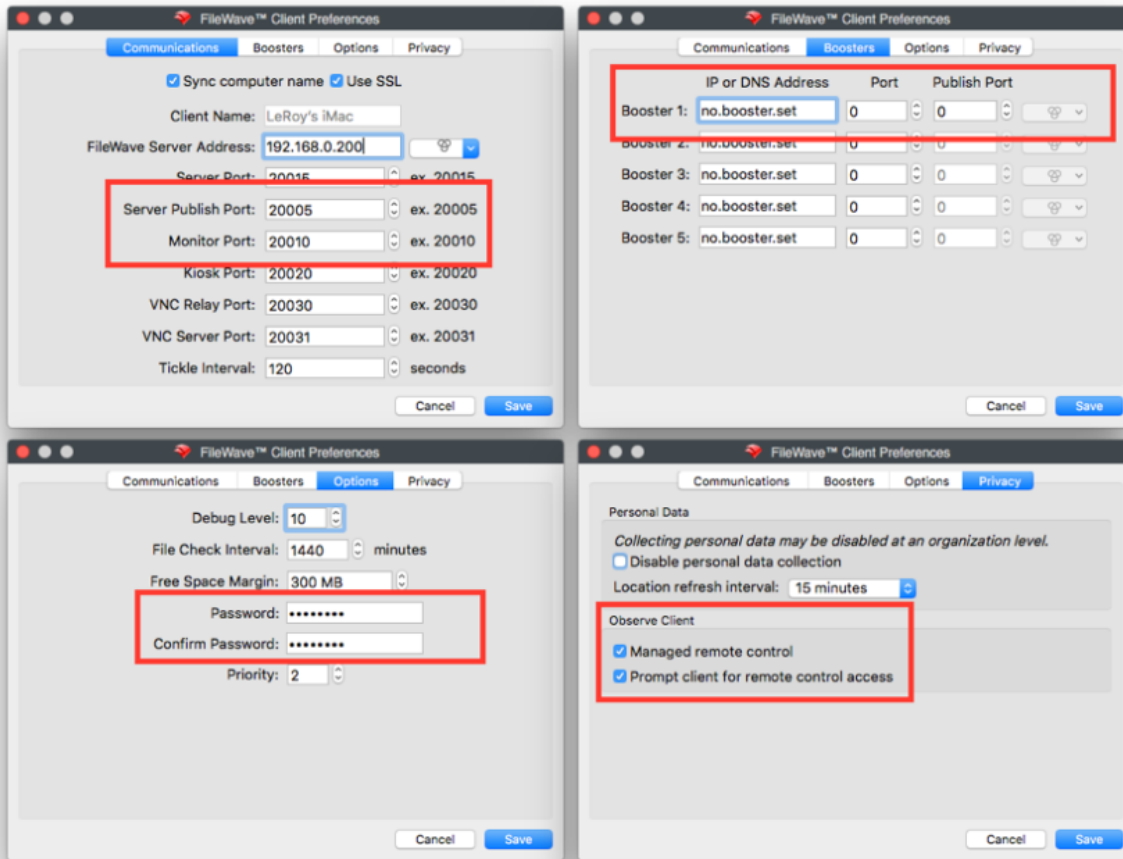 FileWave™ Client Preferences
Communications Boosters Options Privacy
Sync computer name Use SSL
Client Name: LeRoy's iMac
FileWave Server Address: 192.168.0.200
Server Port: 20015 ex. 20015
Server Publish Port: 20005 ex. 20005
Monitor Port: 20010 ex. 20010
Kiosk Port: 20020 ex. 20020
VNC Relay Port: 20030 ex. 20030
VNC Server Port: 20031 ex. 20031
Tickle Interval: 120 seconds
Cancel Save
FileWave™ Client Preferences
Communications Boosters Options Privacy
IP or DNS Address Port Publish Port
Booster 1: no.booster.set 0 0
Booster 2: no.booster.set 0 0
Booster 3: no.booster.set 0 0
Booster 4: no.booster.set 0 0
Booster 5: no.booster.set 0 0
Cancel Save
FileWave™ Client Preferences
Communications Boosters Options Privacy
Debug Level: 10
File Check Interval: 1440 minutes
Free Space Margin: 300 MB
Password: ••••••••
Confirm Password: ••••••••
Priority: 2
Cancel Save
FileWave™ Client Preferences
Communications Boosters Options Privacy
Personal Data
Collecting personal data may be disabled at an organization level.
Disable personal data collection
Location refresh interval: 15 minutes
Observe Client
Managed remote control
Prompt client for remote control access
Cancel Save